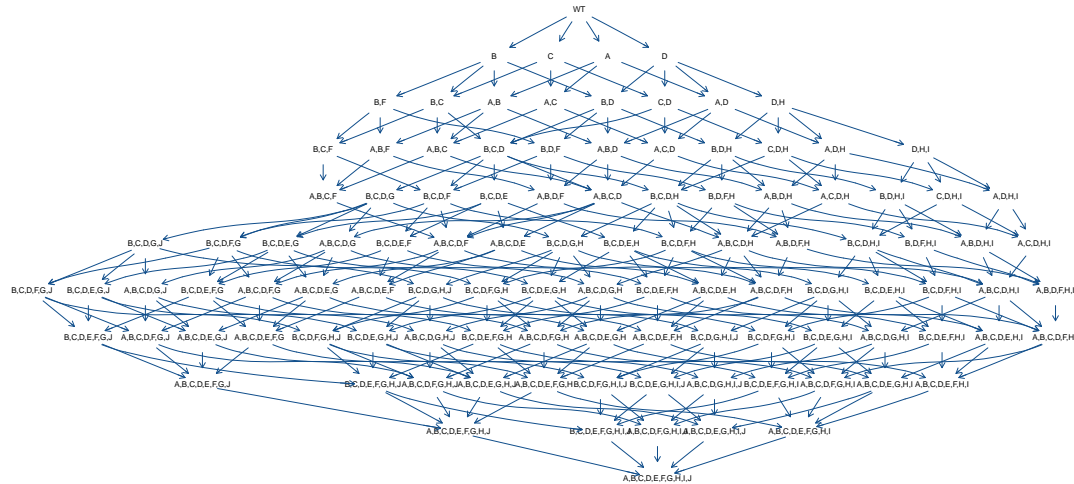 WT
B C A D
B,F B,C A,B A,C B,D C,D A,D D,H
B,C,F A,B,F A,B,C B,C,D B,D,F A,B,D A,C,D B,D,H C,D,H A,D,H D,H,I
A,B,C,F B,C,D,G B,C,D,F B,C,D,E A,B,D,F A,B,C,D B,C,D,H B,D,F,H A,B,D,H A,C,D,H B,D,H,I C,D,H,I A,D,H,I
B,C,D,G,J B,C,D,F,G B,C,D,E,G A,B,C,D,G B,C,D,E,F A,B,C,D,F A,B,C,D,E B,C,D,G,H B,C,D,E,H B,C,D,F,H A,B,C,D,H A,B,D,F,H B,C,D,H,I B,D,F,H,I A,B,D,H,I A,C,D,H,I
B,C,D,F,G,J B,C,D,E,G,J A,B,C,D,G,J B,C,D,E,F,G A,B,C,D,F,G A,B,C,D,E,G A,B,C,D,E,F B,C,D,G,H,J B,C,D,F,G,H B,C,D,E,G,H A,B,C,D,G,H B,C,D,E,F,H A,B,C,D,E,H A,B,C,D,F,H B,C,D,G,H,I B,C,D,E,H,I B,C,D,F,H,I A,B,C,D,H,I A,B,D,F,H,I
B,C,D,E,F,G,J A,B,C,D,F,G,J A,B,C,D,E,G,J A,B,C,D,E,F,G B,C,D,F,G,H,J B,C,D,E,G,H,J A,B,C,D,G,H,J B,C,D,E,F,G,H A,B,C,D,F,G,H A,B,C,D,E,G,H A,B,C,D,E,F,H B,C,D,G,H,I,J B,C,D,F,G,H,I B,C,D,E,G,H,I A,B,C,D,G,H,I B,C,D,E,F,H,I A,B,C,D,E,H,I A,B,C,D,F,H
A,B,C,D,E,F,G,J B,C,D,E,F,G,H,J A,B,C,D,F,G,H,J A,B,C,D,E,G,H,J A,B,C,D,E,F,G,H B,C,D,F,G,H,I,J B,C,D,E,G,H,I,J A,B,C,D,G,H,I,J B,C,D,E,F,G,H,I A,B,C,D,F,G,H,I A,B,C,D,E,G,H,I A,B,C,D,E,F,H,I
A,B,C,D,E,F,G,H,J B,C,D,E,F,G,H,I,J A,B,C,D,F,G,H,I,J A,B,C,D,E,G,H,I,J A,B,C,D,E,F,G,H,I
A,B,C,D,E,F,G,H,I,J